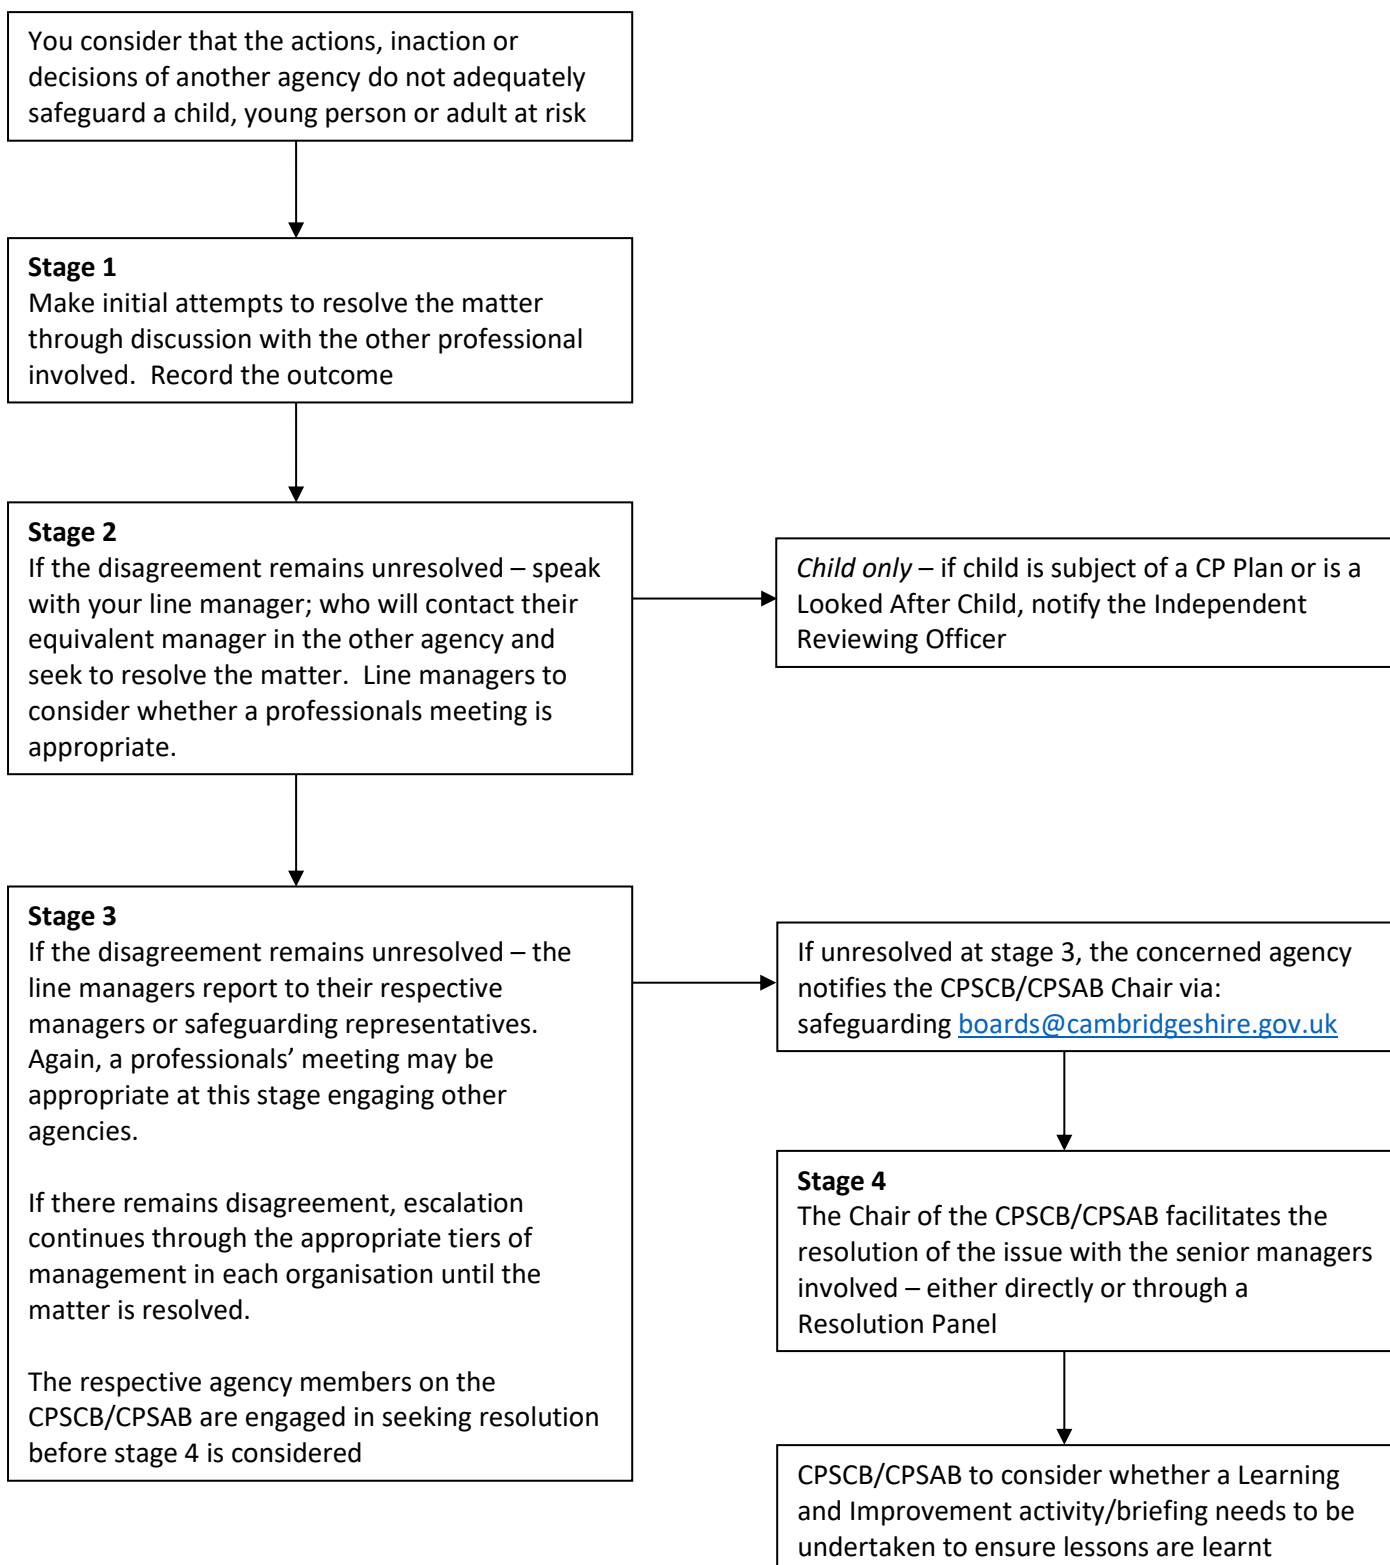 You consider that the actions, inaction or
decisions of another agency do not adequately
safeguard a child, young person or adult at risk
Stage 1
Make initial attempts to resolve the matter
through discussion with the other professional
involved.  Record the outcome
Stage 2
If the disagreement remains unresolved – speak
with your line manager; who will contact their
equivalent manager in the other agency and
seek to resolve the matter.  Line managers to
consider whether a professionals meeting is
appropriate.
Child only – if child is subject of a CP Plan or is a
Looked After Child, notify the Independent
Reviewing Officer
Stage 3
If the disagreement remains unresolved – the
line managers report to their respective
managers or safeguarding representatives.
Again, a professionals’ meeting may be
appropriate at this stage engaging other
agencies.
If there remains disagreement, escalation
continues through the appropriate tiers of
management in each organisation until the
matter is resolved.
The respective agency members on the
CPSCB/CPSAB are engaged in seeking resolution
before stage 4 is considered
If unresolved at stage 3, the concerned agency
notifies the CPSCB/CPSAB Chair via:
safeguarding boards@cambridgeshire.gov.uk
Stage 4
The Chair of the CPSCB/CPSAB facilitates the
resolution of the issue with the senior managers
involved – either directly or through a
Resolution Panel
CPSCB/CPSAB to consider whether a Learning
and Improvement activity/briefing needs to be
undertaken to ensure lessons are learnt